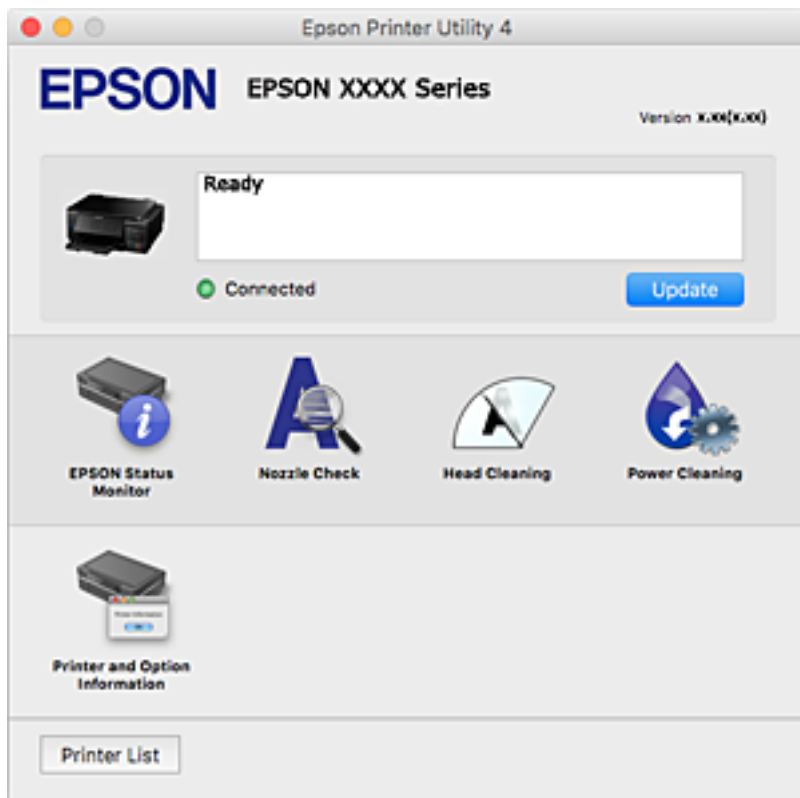 Epson Printer Utility 4
EPSON
EPSON XXXX Series
Version x.xx(x.xx)
Ready
Connected
Update
EPSON Status
Monitor
Nozzle Check
Head Cleaning
Power Cleaning
Printer and Option
Information
Printer List